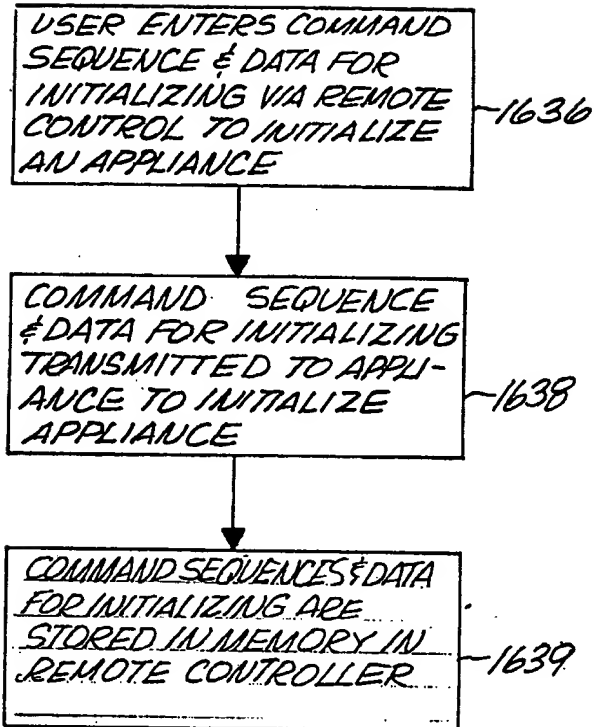 USER ENTERS COMMAND
SEQUENCE & DATA FOR
INITIALIZING VIA REMOTE
CONTROL TO INITIALIZE
AN APPLIANCE
1636
COMMAND SEQUENCE
& DATA FOR INITIALIZING
TRANSMITTED TO APPLI-
ANCE TO INITIALIZE
APPLIANCE
1638
COMMAND SEQUENCES & DATA
FOR INITIALIZING ARE
STORED IN MEMORY IN
REMOTE CONTROLLER
1639